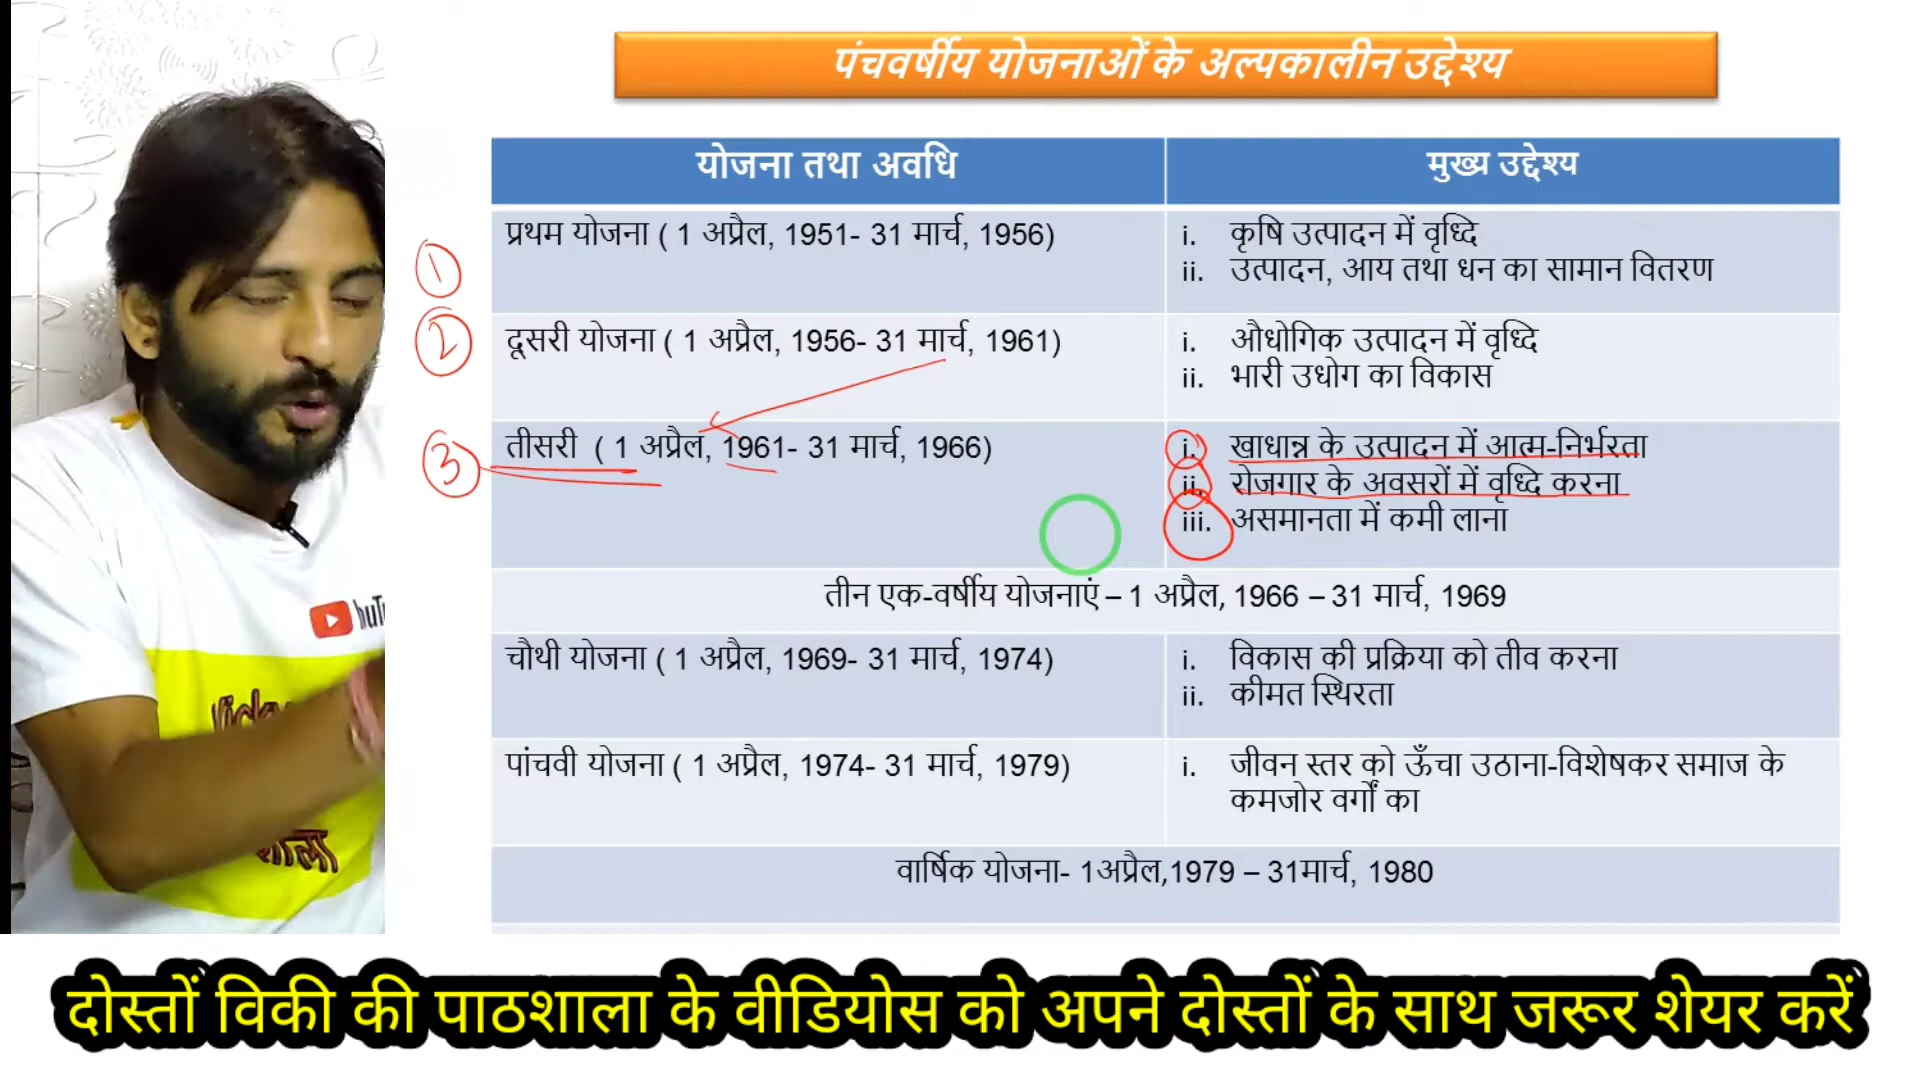 पंचवर्षीय योजनाओं के अल्पकालीन उद्देश्य
योजना तथा अवधि
मुख्य उद्देश्य
प्रथम योजना ( 1 अप्रैल, 1951- 31 मार्च, 1956)
i. कृषि उत्पादन में वृध्दि
ii. उत्पादन, आय तथा धन का सामान वितरण
1
2
दूसरी योजना ( 1 अप्रैल, 1956- 31 मार्च, 1961)
i. औधोगिक उत्पादन में वृध्दि
ii. भारी उधोग का विकास
3
तीसरी ( 1 अप्रैल, 1961- 31 मार्च, 1966)
i. खाधान्न के उत्पादन में आत्म-निर्भरता
ii. रोजगार के अवसरों में वृध्दि करना
iii. असमानता में कमी लाना
तीन एक-वर्षीय योजनाएं – 1 अप्रैल, 1966 – 31 मार्च, 1969
चौथी योजना ( 1 अप्रैल, 1969- 31 मार्च, 1974)
i. विकास की प्रक्रिया को तीव करना
ii. कीमत स्थिरता
पांचवी योजना ( 1 अप्रैल, 1974- 31 मार्च, 1979)
i. जीवन स्तर को ऊँचा उठाना-विशेषकर समाज के
कमजोर वर्गों का
वार्षिक योजना- 1अप्रैल,1979 – 31मार्च, 1980
दोस्तों विकी की पाठशाला के वीडियोस को अपने दोस्तों के साथ जरूर शेयर करें